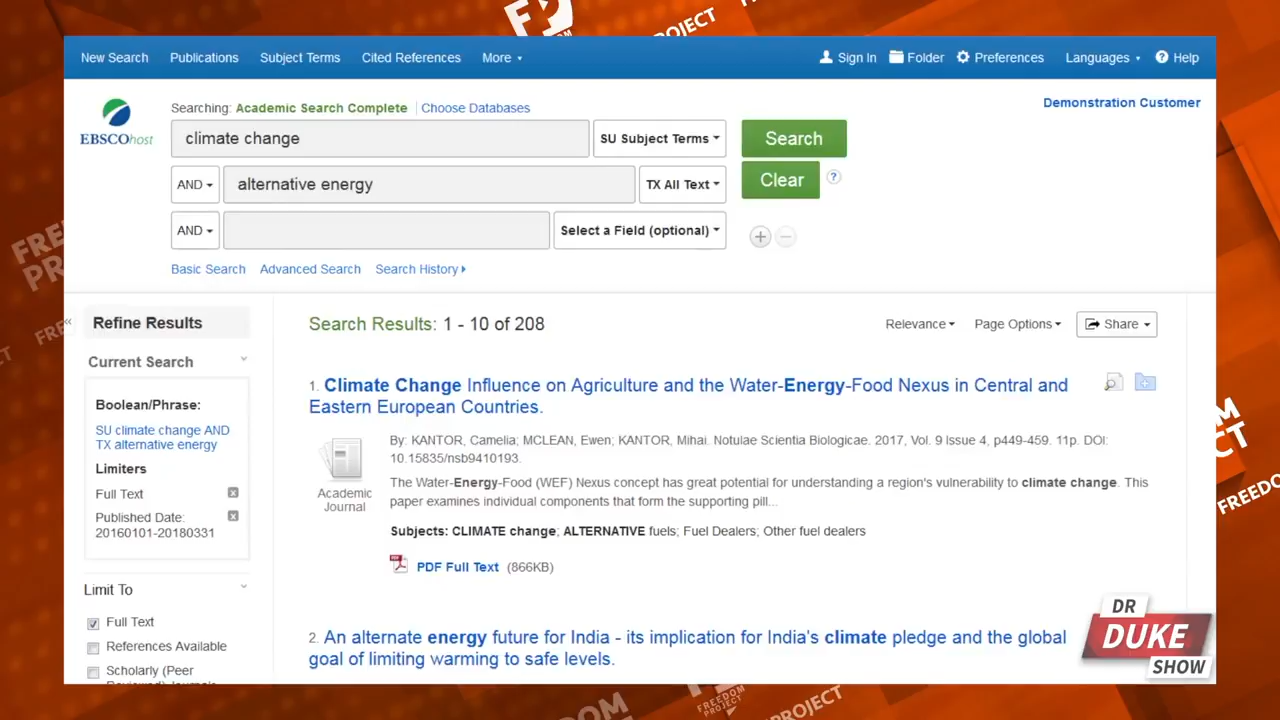 FREEDOM PROJECT
New Search Publications Subject Terms Cited References More
Sign In Folder Preferences Languages Help
EBSCOhost
Searching: Academic Search Complete Choose Databases
Demonstration Customer
climate change SU Subject Terms Search
AND alternative energy TX All Text Clear ?
AND Select a Field (optional) + −
Basic Search Advanced Search Search History
« Refine Results
Current Search
Boolean/Phrase:
SU climate change AND
TX alternative energy
Limiters
Full Text
Published Date:
20160101-20180331
Limit To
Full Text
References Available
Scholarly (Peer
Reviewed) Journals
Search Results: 1 - 10 of 208
Relevance Page Options Share
1. Climate Change Influence on Agriculture and the Water-Energy-Food Nexus in Central and
Eastern European Countries.
Academic
Journal
By: KANTOR, Camelia; MCLEAN, Ewen; KANTOR, Mihai. Notulae Scientia Biologicae. 2017, Vol. 9 Issue 4, p449-459. 11p. DOI:
10.15835/nsb9410193.
The Water-Energy-Food (WEF) Nexus concept has great potential for understanding a region's vulnerability to climate change. This
paper examines individual components that form the supporting pill...
Subjects: CLIMATE change; ALTERNATIVE fuels; Fuel Dealers; Other fuel dealers
PDF Full Text (866KB)
2. An alternate energy future for India - its implication for India's climate pledge and the global
goal of limiting warming to safe levels.
DR
DUKE
SHOW
FREEDOM
PROJECT